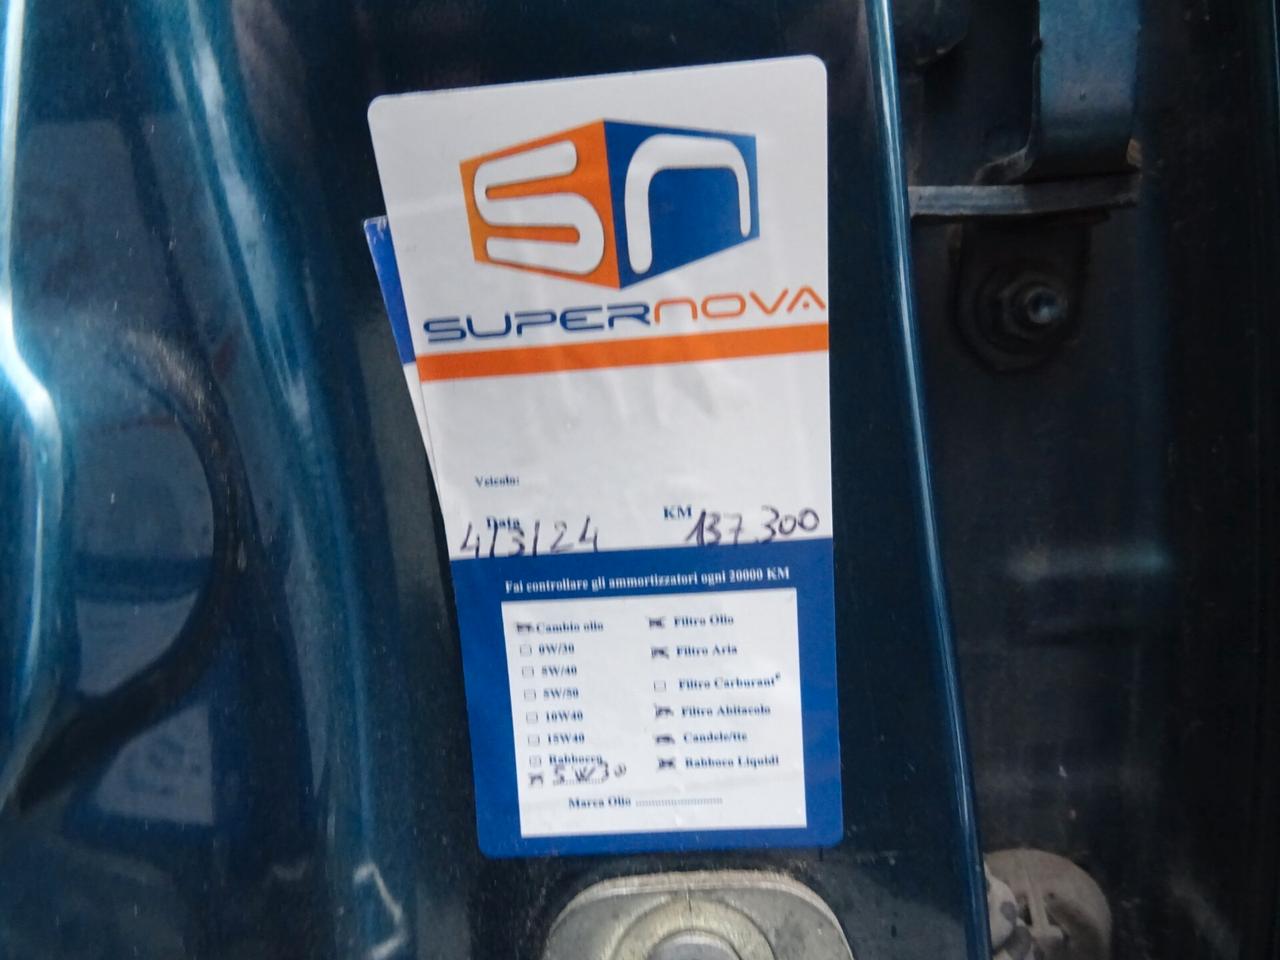 sn
SUPERNOVA
Veicolo:
Data KM
4/3/24 137.300
Fai controllare gli ammortizzatori ogni 20000 KM
Cambio olio Filtro Olio
0W/30 Filtro Aria
5W/40 Filtro Carburante
5W/50 Filtro Abitacolo
10W40 Candele/tte
15W40 Rabboco Liquidi
Rabbocco
5W30
Marca Olio ..........................